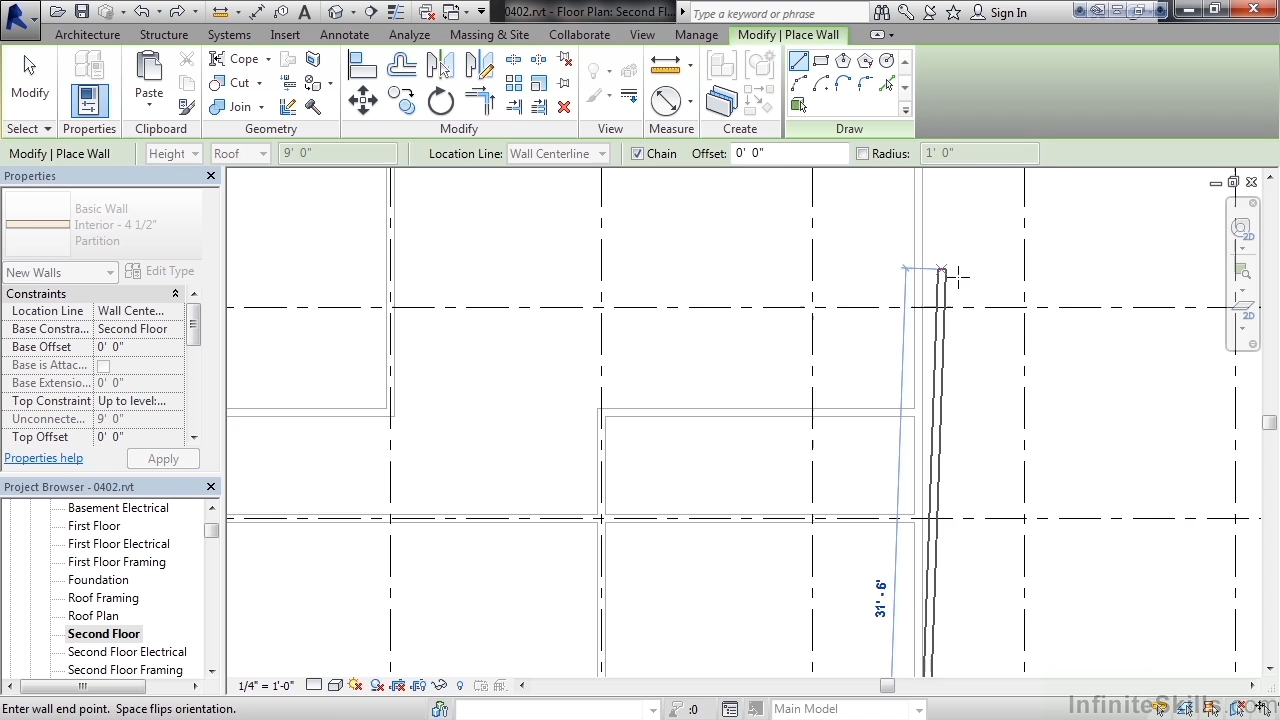 0402.rvt - Floor Plan: Second Fl...
Type a keyword or phrase
Sign In
Architecture Structure Systems Insert Annotate Analyze Massing & Site Collaborate View Manage Modify | Place Wall
Modify
Paste
Cope
Cut
Join
Select Properties Clipboard Geometry Modify View Measure Create Draw
Modify | Place Wall Height Roof 9' 0" Location Line: Wall Centerline Chain Offset: 0' 0" Radius: 1' 0"
Properties
Basic Wall
Interior - 4 1/2"
Partition
New Walls Edit Type
Constraints
Location Line Wall Cente...
Base Constra... Second Floor
Base Offset 0' 0"
Base is Attac...
Base Extensio... 0' 0"
Top Constraint Up to level:...
Unconnecte... 9' 0"
Top Offset 0' 0"
Properties help Apply
Project Browser - 0402.rvt
Basement Electrical
First Floor
First Floor Electrical
First Floor Framing
Foundation
Roof Framing
Roof Plan
Second Floor
Second Floor Electrical
Second Floor Framing
2D
2D
31' - 6'
1/4" = 1'-0"
Enter wall end point. Space flips orientation.
:0
Main Model
InfiniteSkills.com